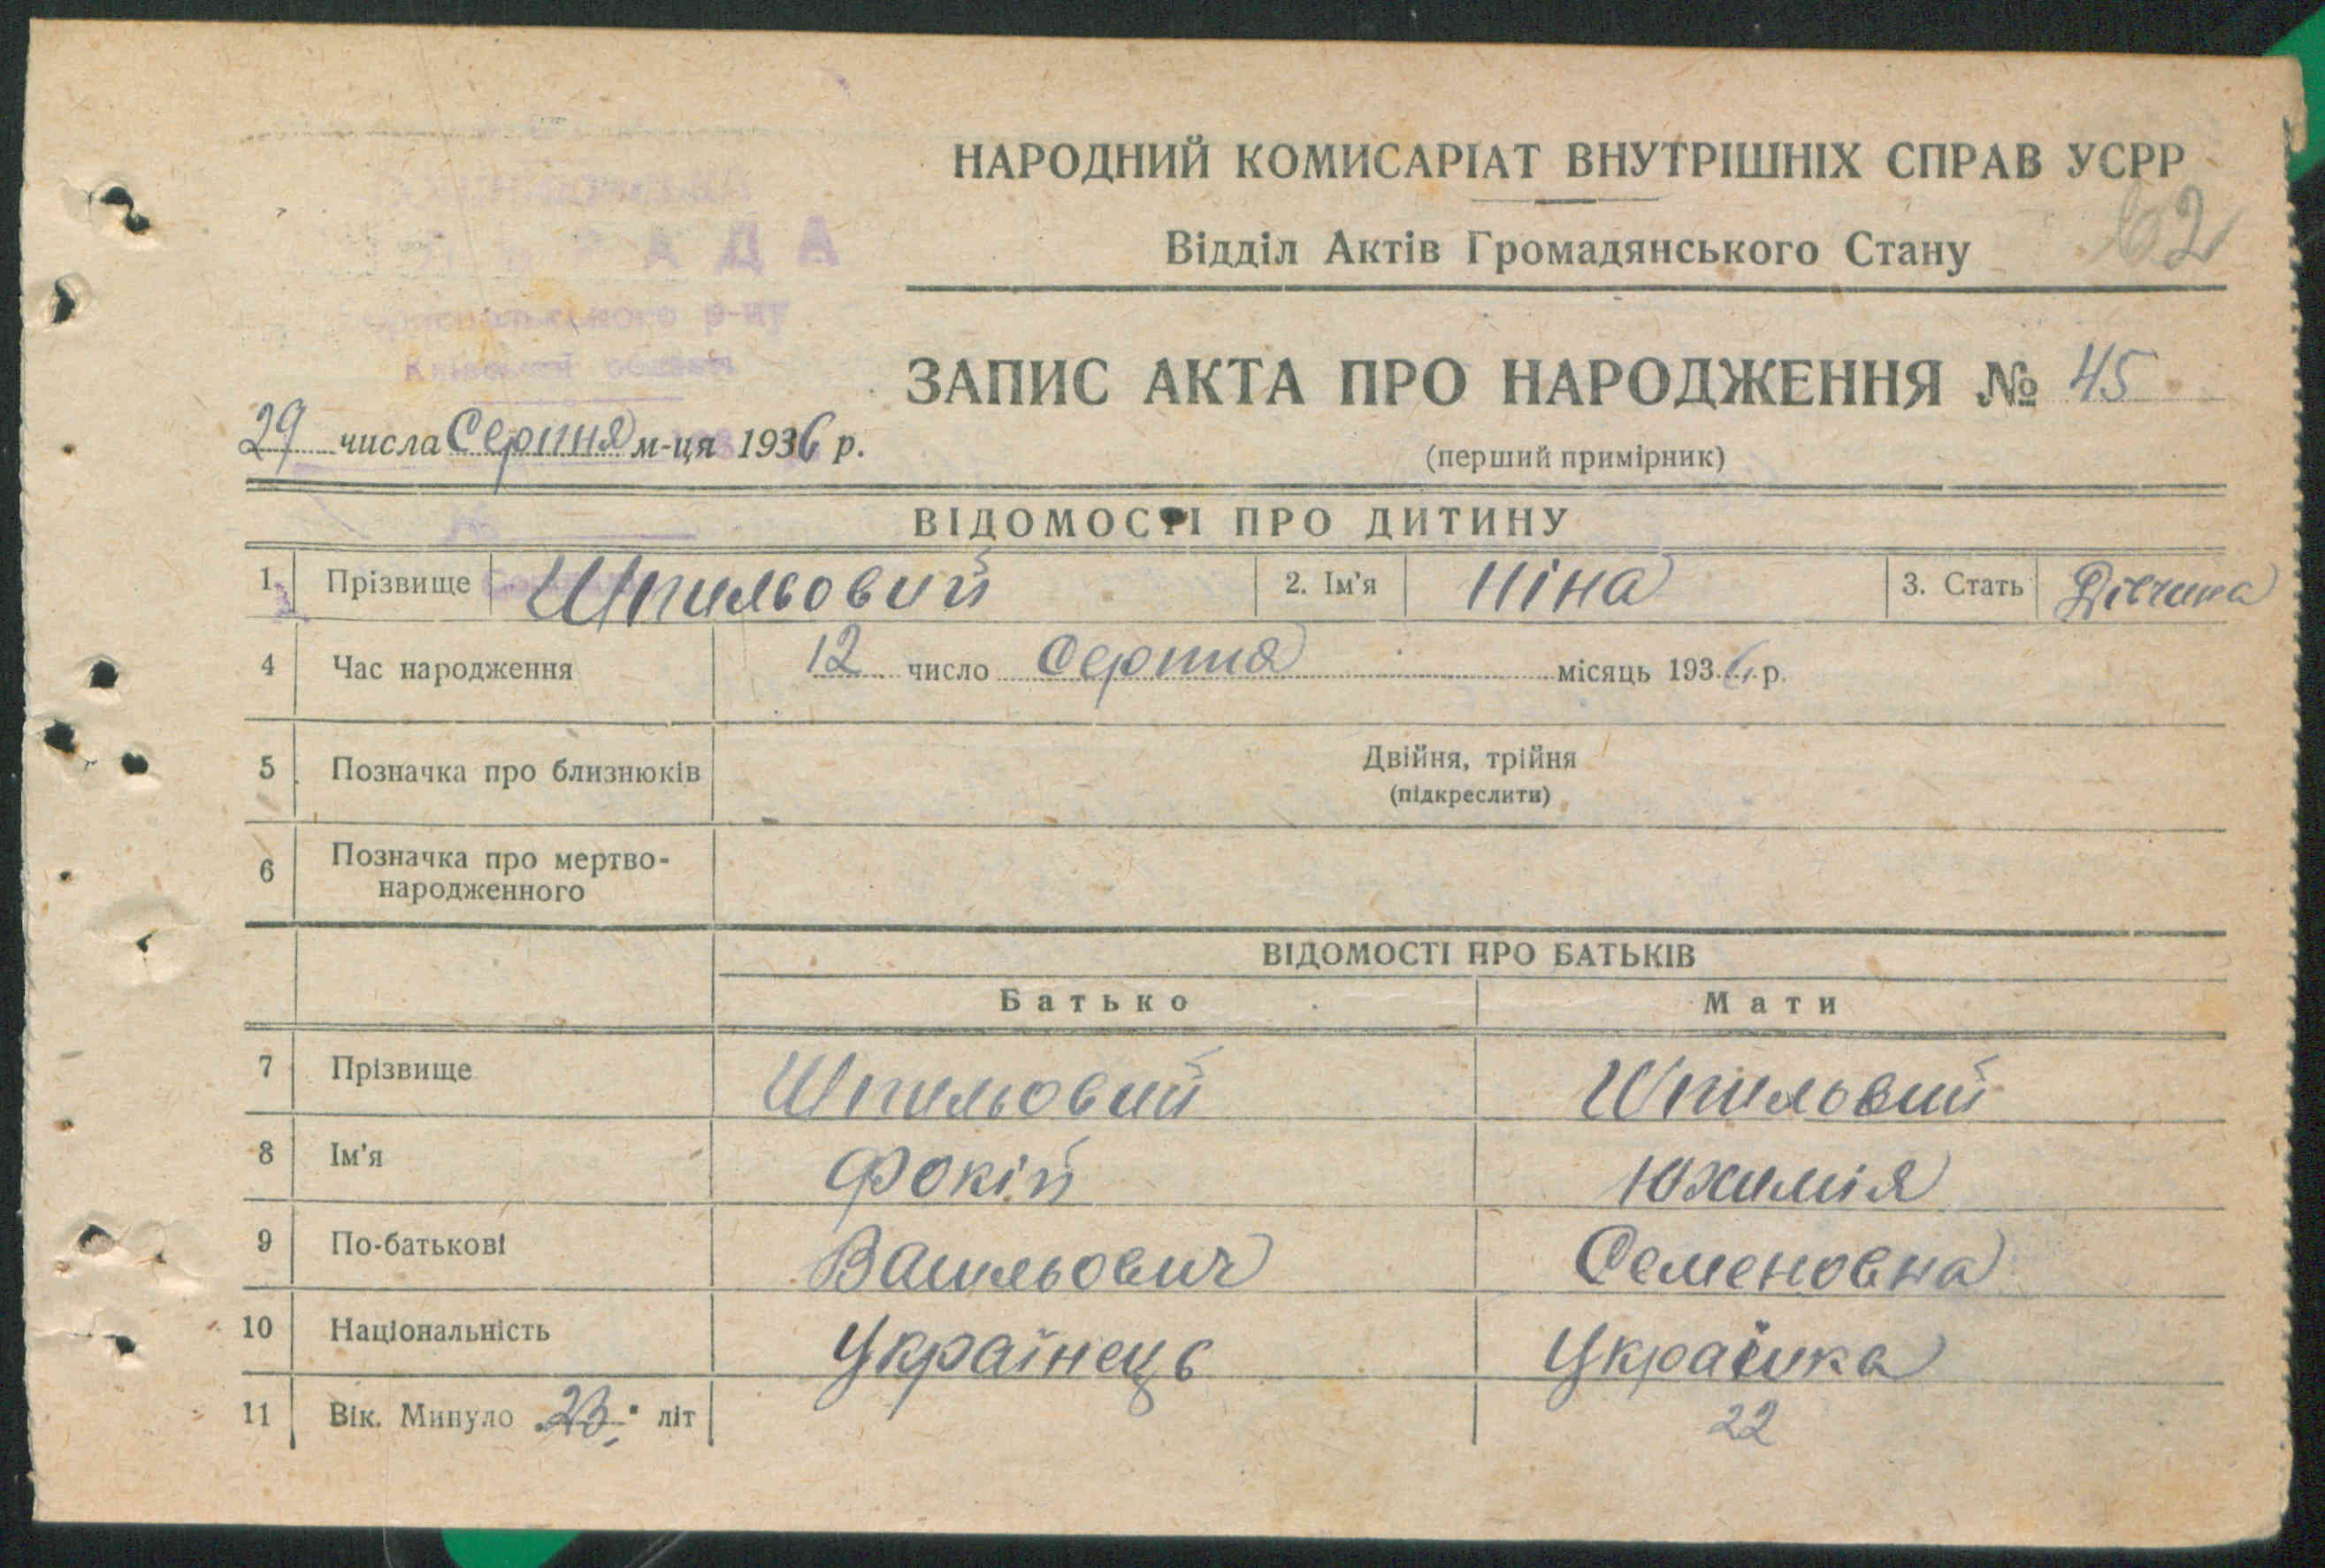 НАРОДНИЙ КОМИСАРІАТ ВНУТРІШНІХ СПРАВ УСРР
62
Відділ Актів Громадянського Стану
РАДА
р-ну
Київської області
ЗАПИС АКТА ПРО НАРОДЖЕННЯ № 45
29 числа Серпня м-ця 1936 р.
(перший примірник)
ВІДОМОСТІ ПРО ДИТИНУ
1. Прізвище Шпильовий 2. Ім'я Ніна 3. Стать Дівчина
4 Час народження 12 число Серпня місяць 1936 р.
5 Позначка про близнюків Двійня, трійня
(підкреслити)
6 Позначка про мертво-
народженного
ВІДОМОСТІ ПРО БАТЬКІВ
Батько Мати
7 Прізвище Шпильовий Шпильовий
8 Ім'я Фокій Юхимія
9 По-батькові Васильович Семеновна
10 Національність Українець Українка
11 Вік. Минуло 23 літ 22